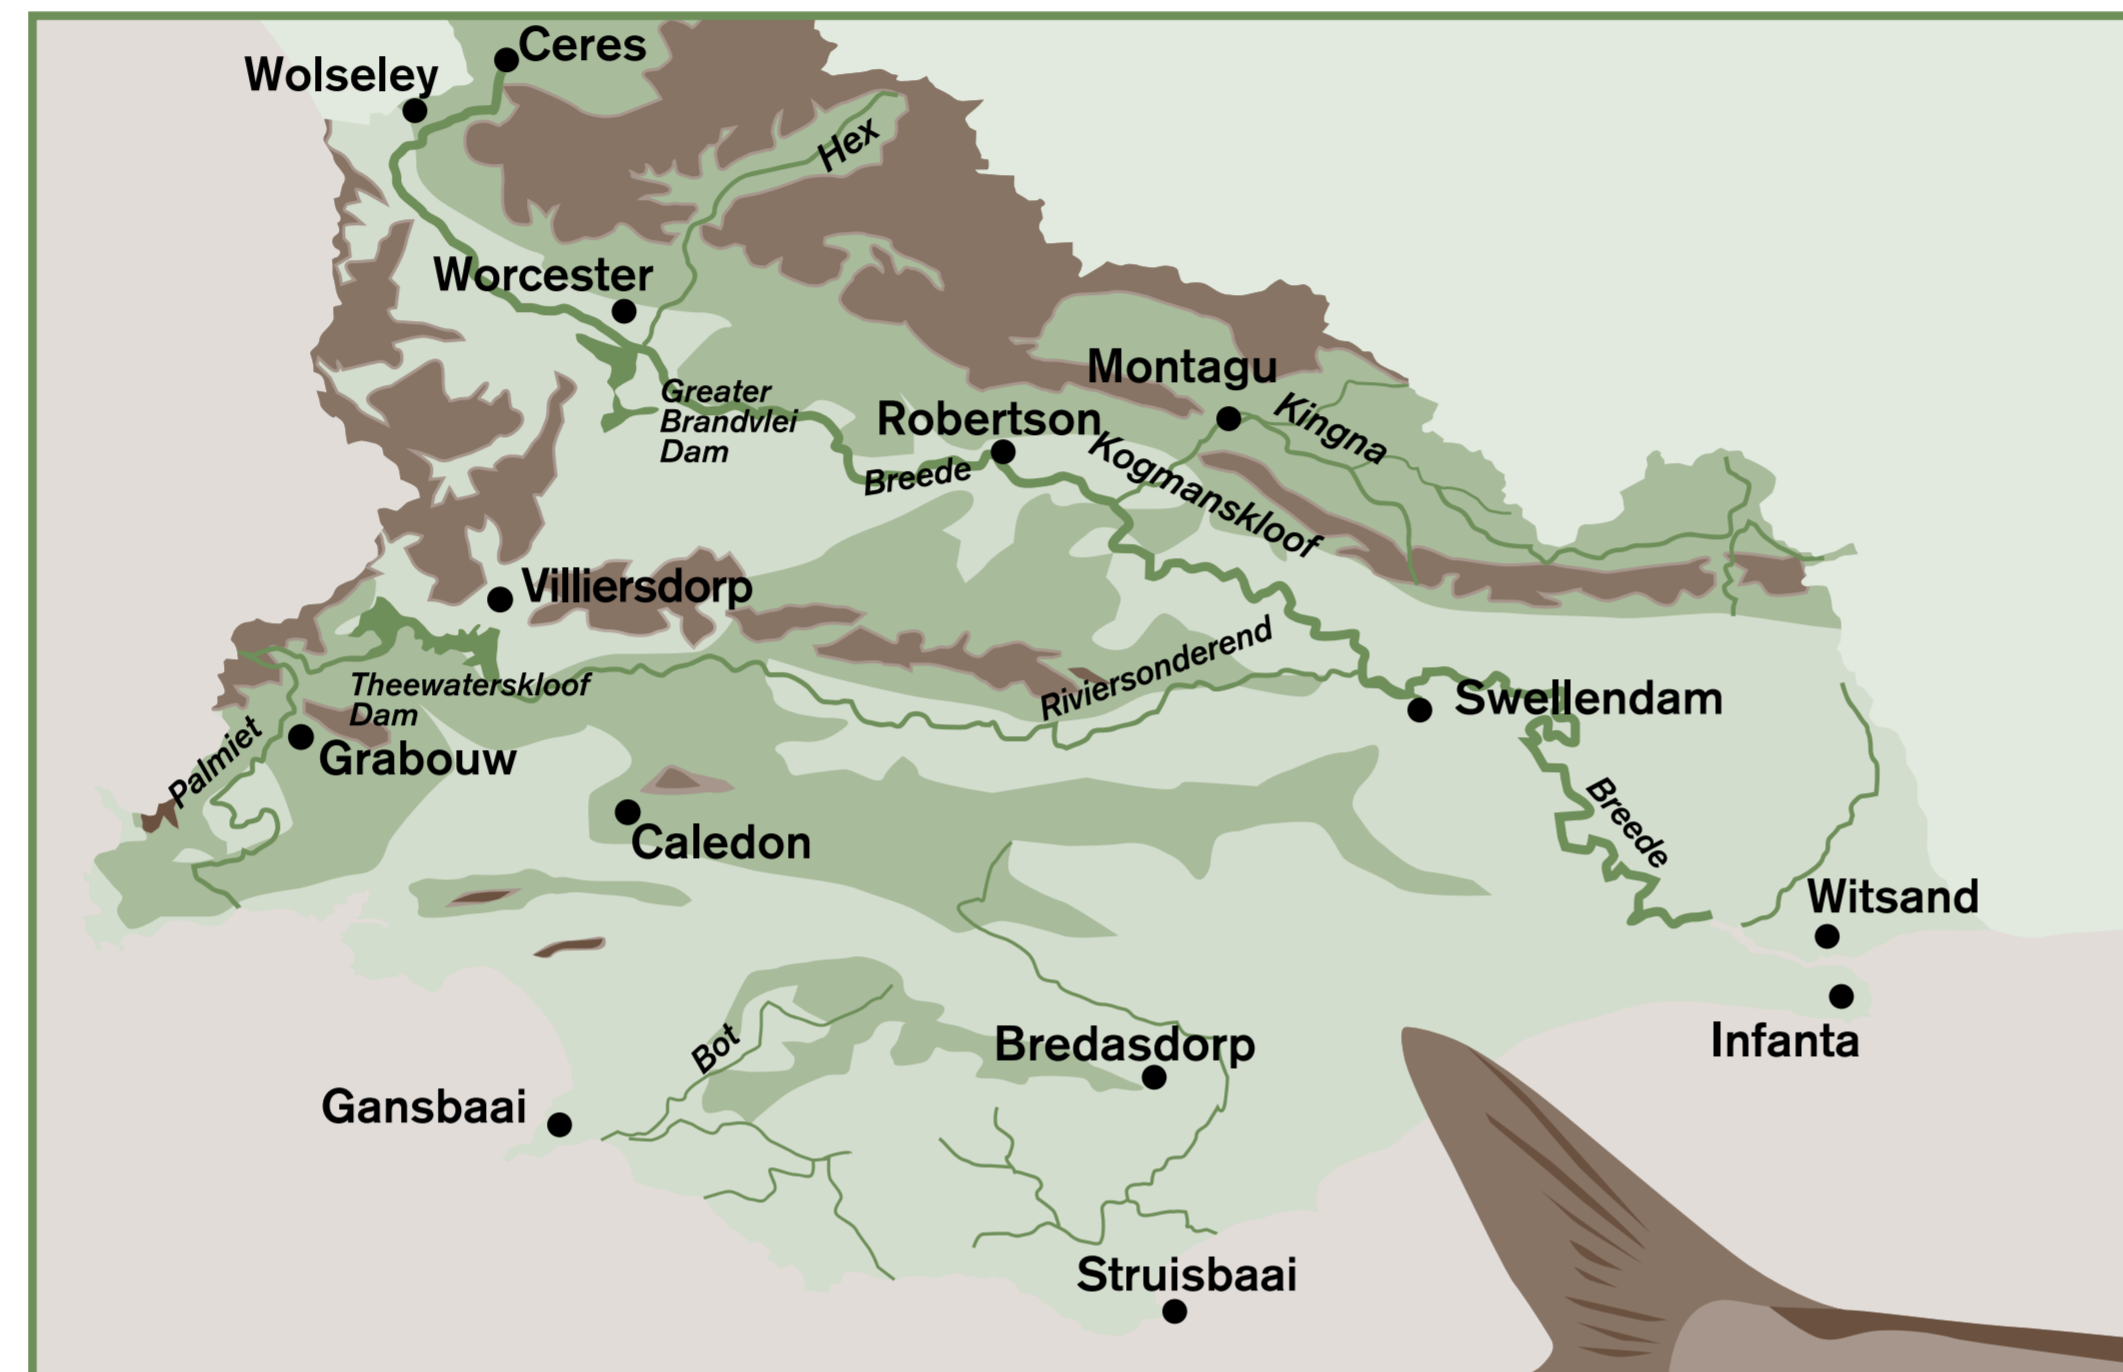 Ceres
Wolseley
Hex
Worcester
Montagu
Greater
Brandvlei
Dam
Robertson
Kingna
Kogmanskloof
Breede
Villiersdorp
Riviersonderend
Theewaterskloof
Dam
Swellendam
Palmiet
Grabouw
Breede
Caledon
Witsand
Bot
Bredasdorp
Infanta
Gansbaai
Struisbaai